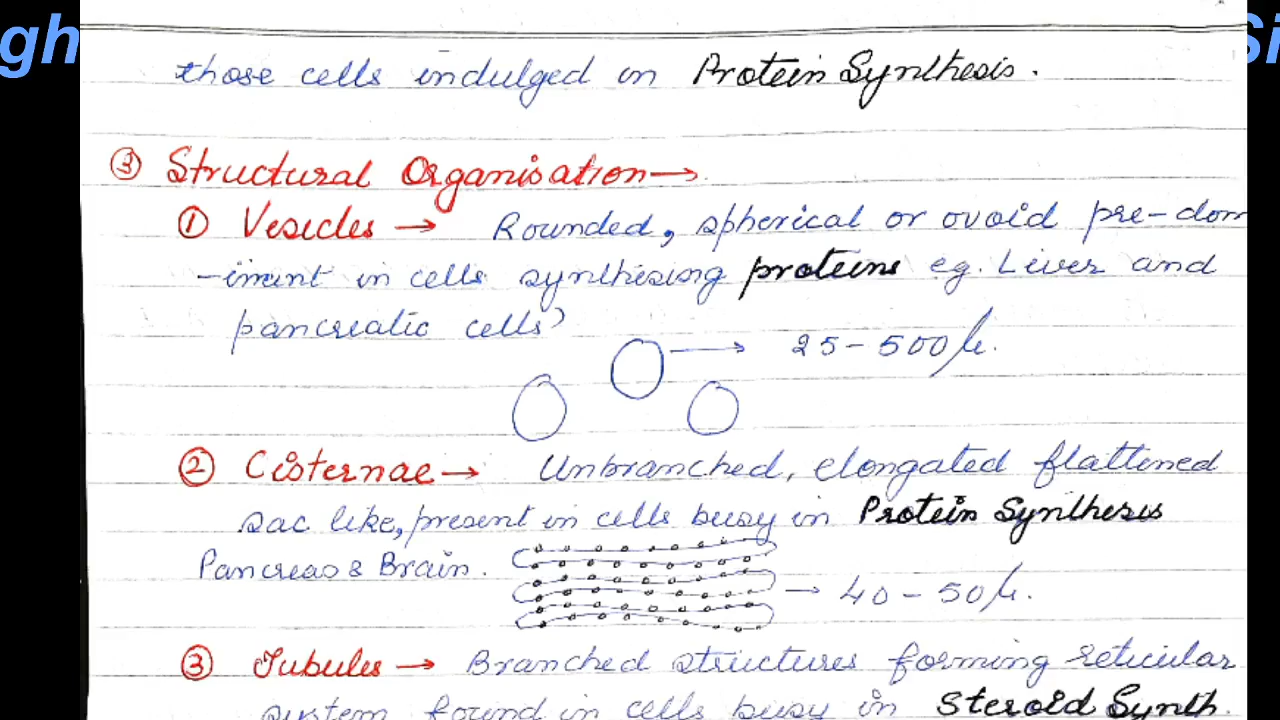 gh
Si
those cells indulged in Protein Synthesis.
③ Structural Organisation→
① Vesicles → Rounded, spherical or ovoid pre-dom
-inent in cells synthesising proteins eg. Liver and
pancreatic cells
→ 25-500
② Cisternae → Unbranched, elongated flattened
sac like, present in cells busy in Protein Synthesis
Pancreas & Brain.
→ 40-50
③ Tubules → Branched structures forming reticular
system found in cells busy in Steroid Synth.